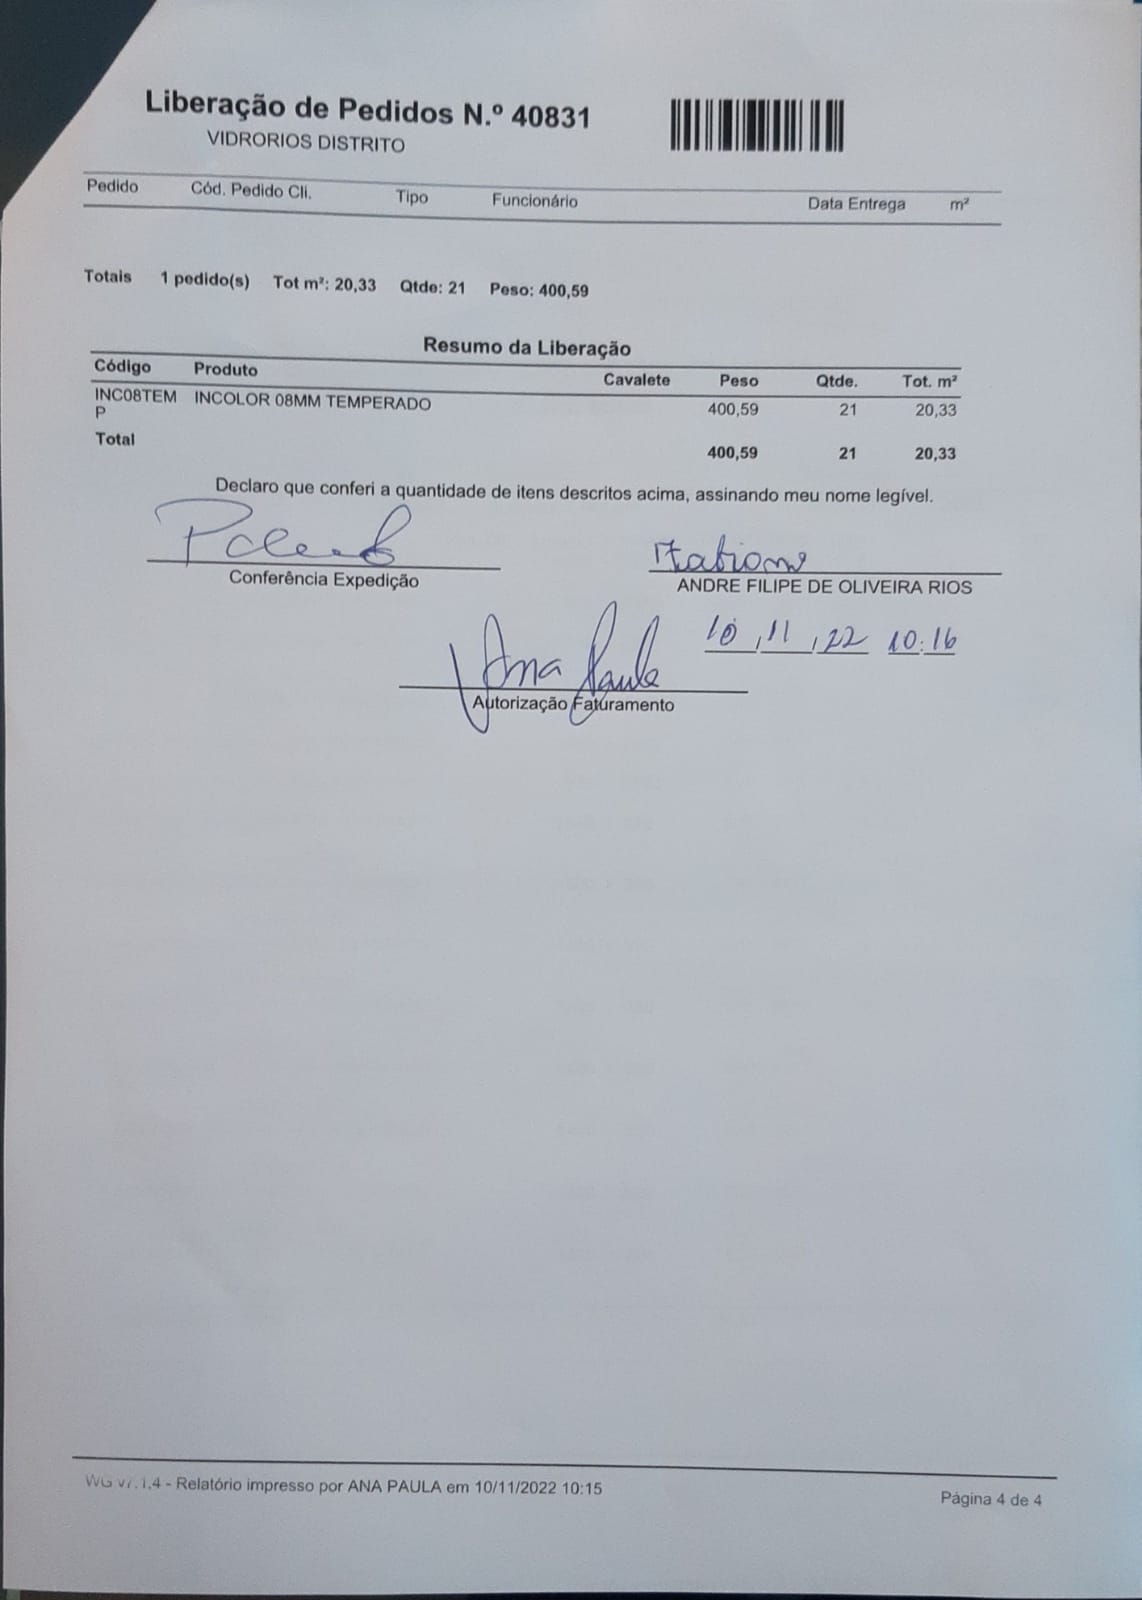 Liberação de Pedidos N.º 40831
VIDRORIOS DISTRITO
Pedido Cód. Pedido Cli. Tipo Funcionário Data Entrega m²
Totais 1 pedido(s) Tot m²: 20,33 Qtde: 21 Peso: 400,59
Resumo da Liberação
Código Produto Cavalete Peso Qtde. Tot. m²
INC08TEM INCOLOR 08MM TEMPERADO 400,59 21 20,33
P
Total 400,59 21 20,33
Declaro que conferi a quantidade de itens descritos acima, assinando meu nome legível.
Conferência Expedição
ANDRE FILIPE DE OLIVEIRA RIOS
10,11,22 10:16
Ana Paula
Autorização Faturamento
WG v7.1.4 - Relatório impresso por ANA PAULA em 10/11/2022 10:15
Página 4 de 4